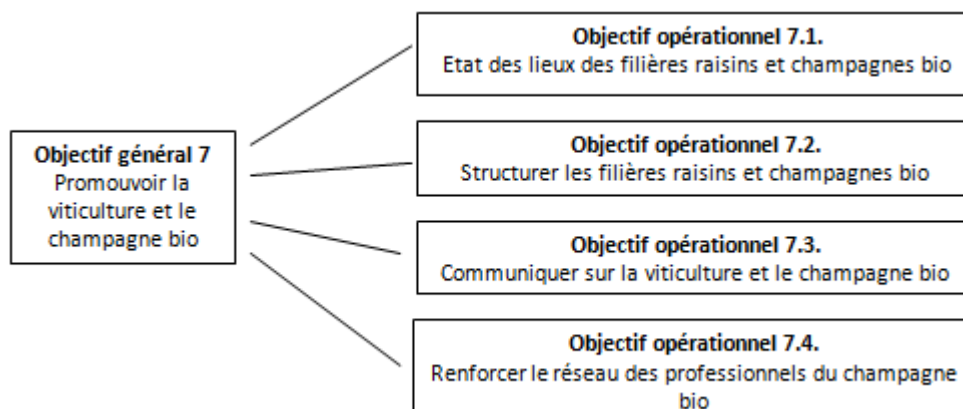 Objectif opérationnel 7.1.
Etat des lieux des filières raisins et champagnes bio
Objectif général 7
Promouvoir la
viticulture et le
champagne bio
Objectif opérationnel 7.2.
Structurer les filières raisins et champagnes bio
Objectif opérationnel 7.3.
Communiquer sur la viticulture et le champagne bio
Objectif opérationnel 7.4.
Renforcer le réseau des professionnels du champagne
bio